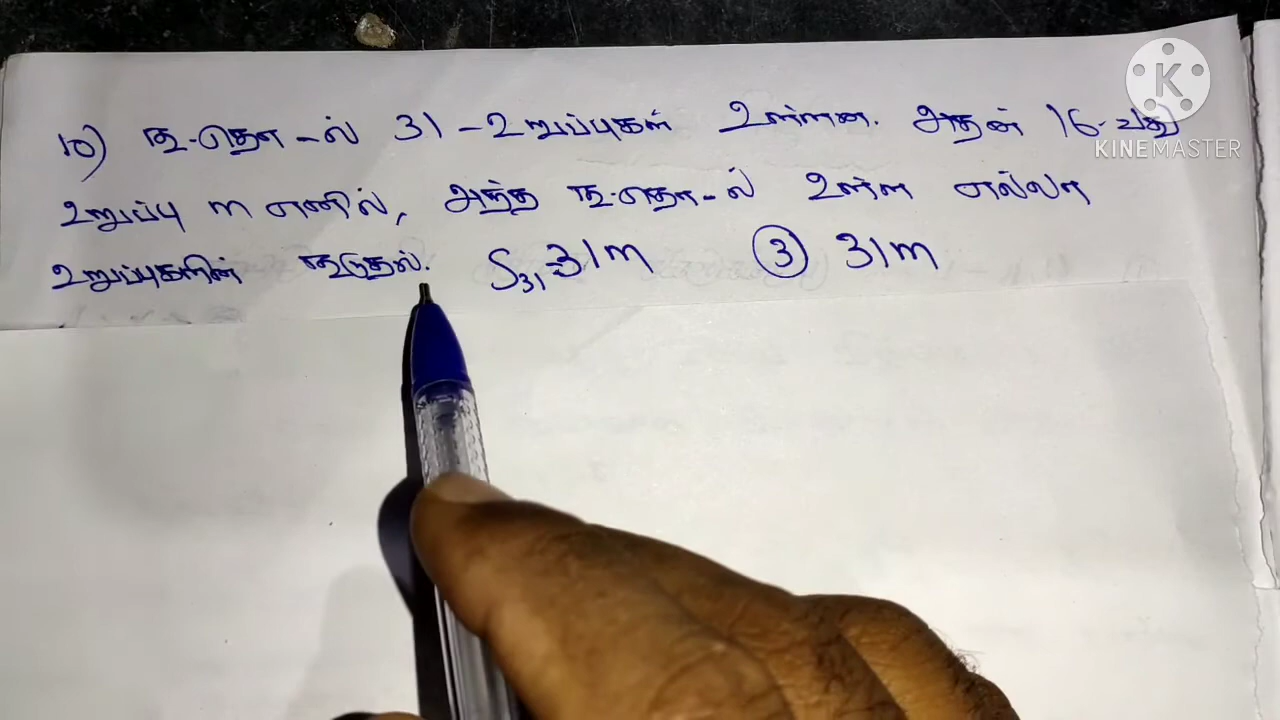 10) கூ.தொ-ல் 31 - உறுப்புகள் உள்ளன. அதன் 16-வது
உறுப்பு m எனில், அந்த கூ.தொ-ல் உள்ள எல்லா
உறுப்புகளின் கூடுதல். S₃₁=31m ③ 31m
KINEMASTER